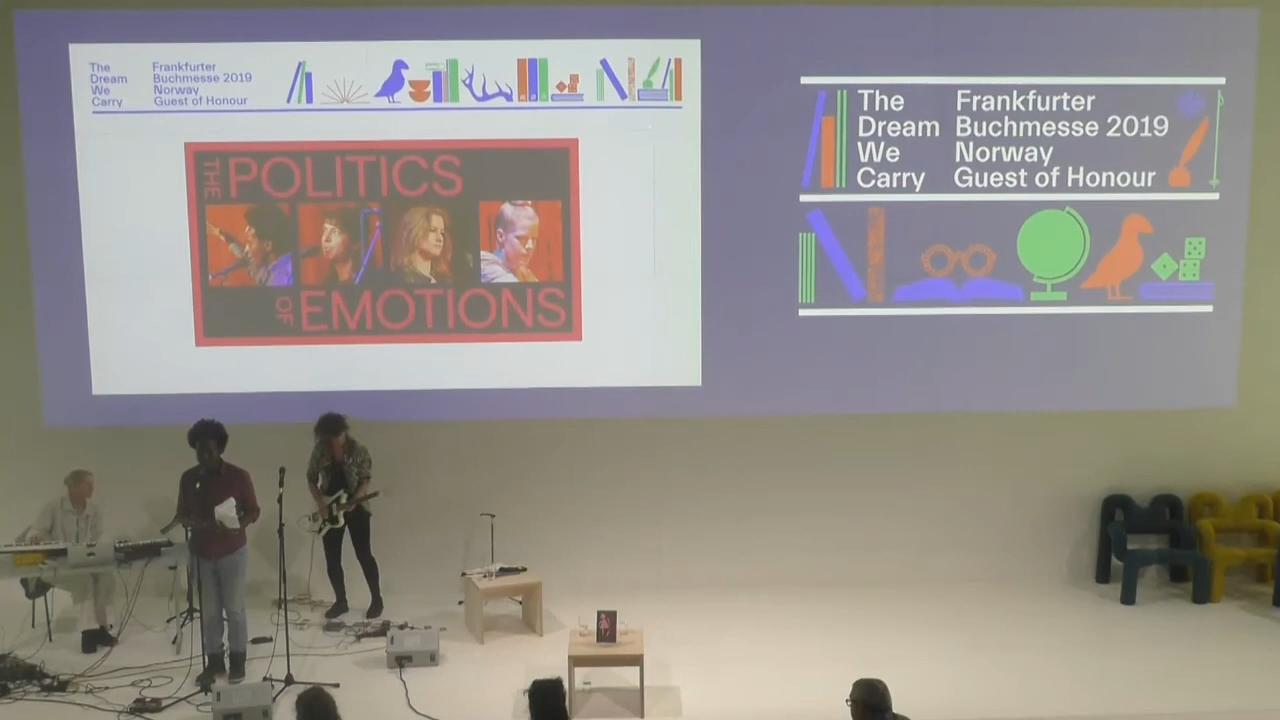 The
Dream
We
Carry
Frankfurter
Buchmesse 2019
Norway
Guest of Honour
THE POLITICS
OF EMOTIONS
The
Dream
We
Carry
Frankfurter
Buchmesse 2019
Norway
Guest of Honour